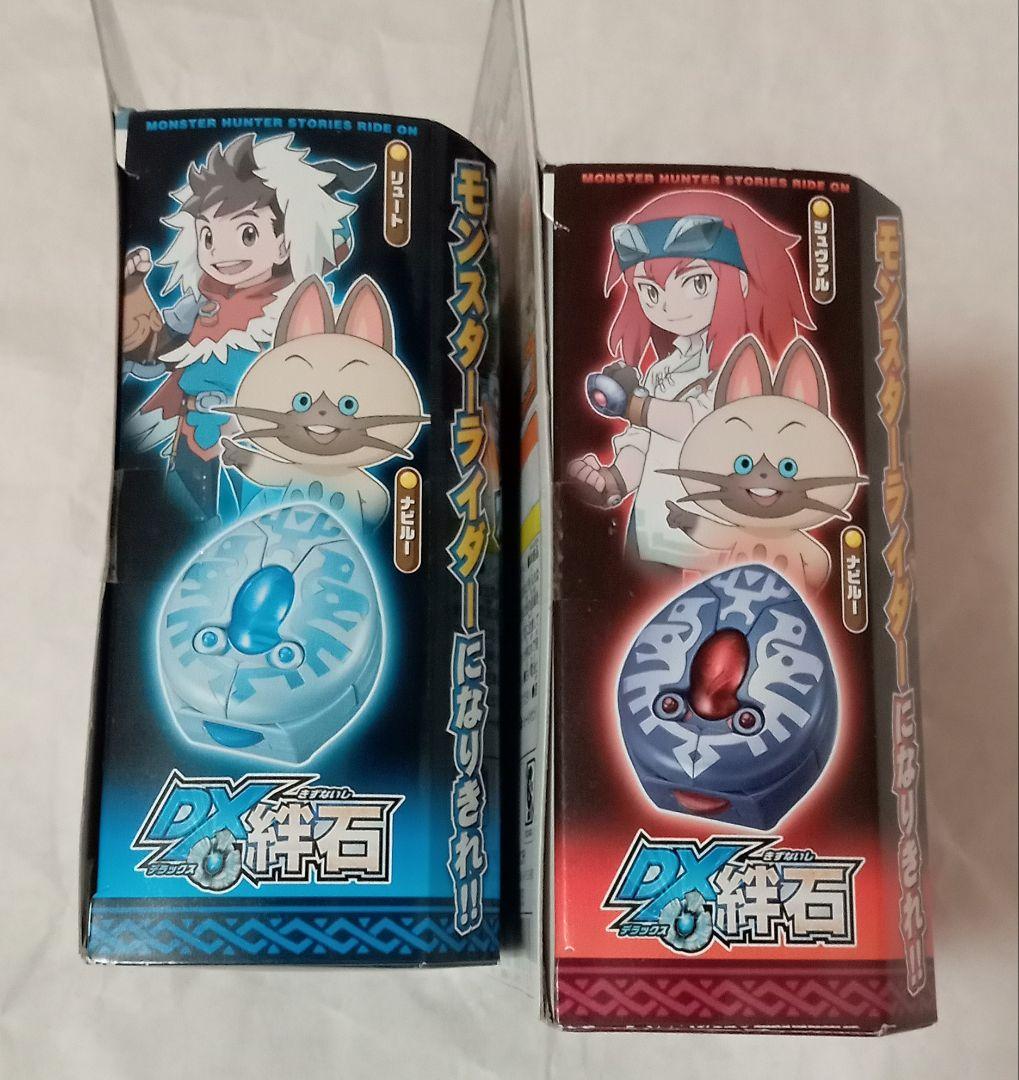 MONSTER HUNTER STORIES RIDE ON
リュート
モンスターライダーになりきれ!!
ナビルー
DX絆石
きずないし
デラックス
MONSTER HUNTER STORIES RIDE ON
シュヴァル
モンスターライダーになりきれ!!
ナビルー
DX絆石
きずないし
デラックス